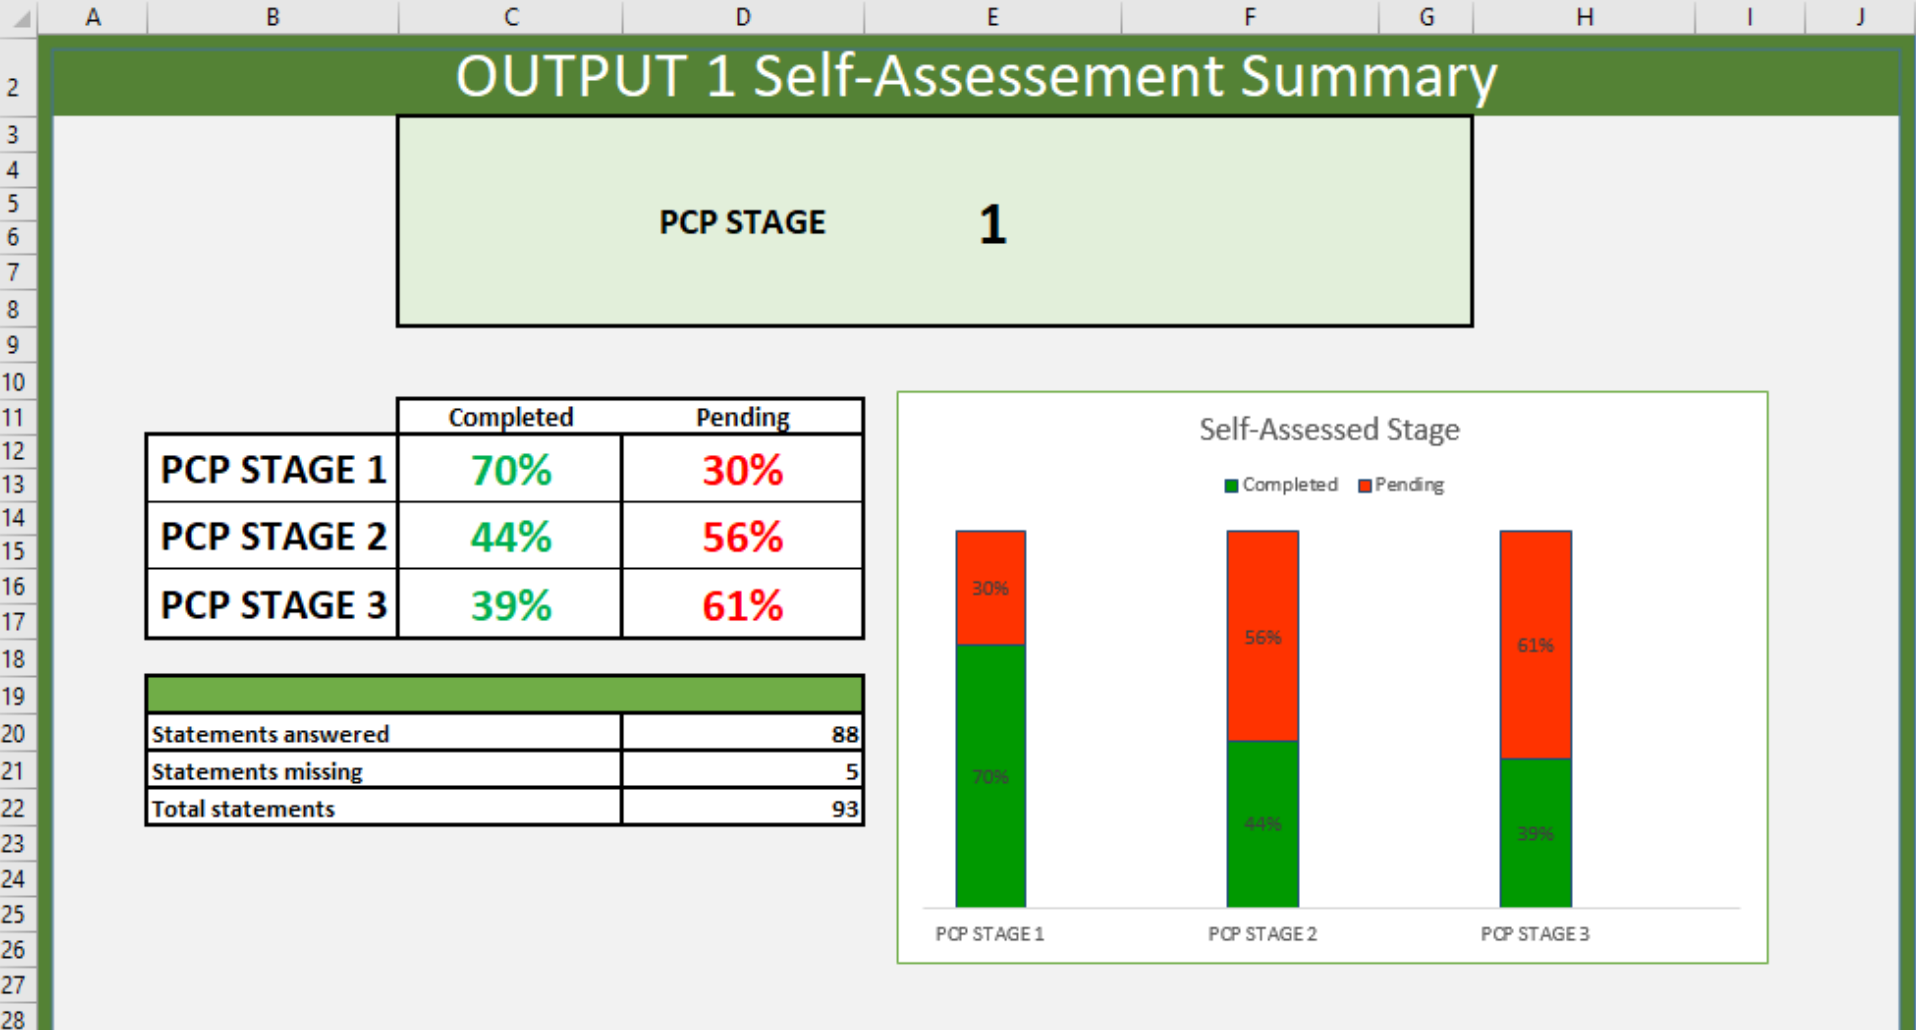 A B C D E F G H I J
2 OUTPUT 1 Self-Assessement Summary
3
4
5
6 PCP STAGE 1
7
8
9
10
11 Completed Pending
12
PCP STAGE 1 70% 30%
13
14
PCP STAGE 2 44% 56%
15
16
PCP STAGE 3 39% 61%
17
18
19
20 Statements answered 88
21 Statements missing 5
22 Total statements 93
23
24
25
26
27
28
Self-Assessed Stage
Completed Pending
30% 56% 61%
70% 44% 39%
PCP STAGE 1 PCP STAGE 2 PCP STAGE 3